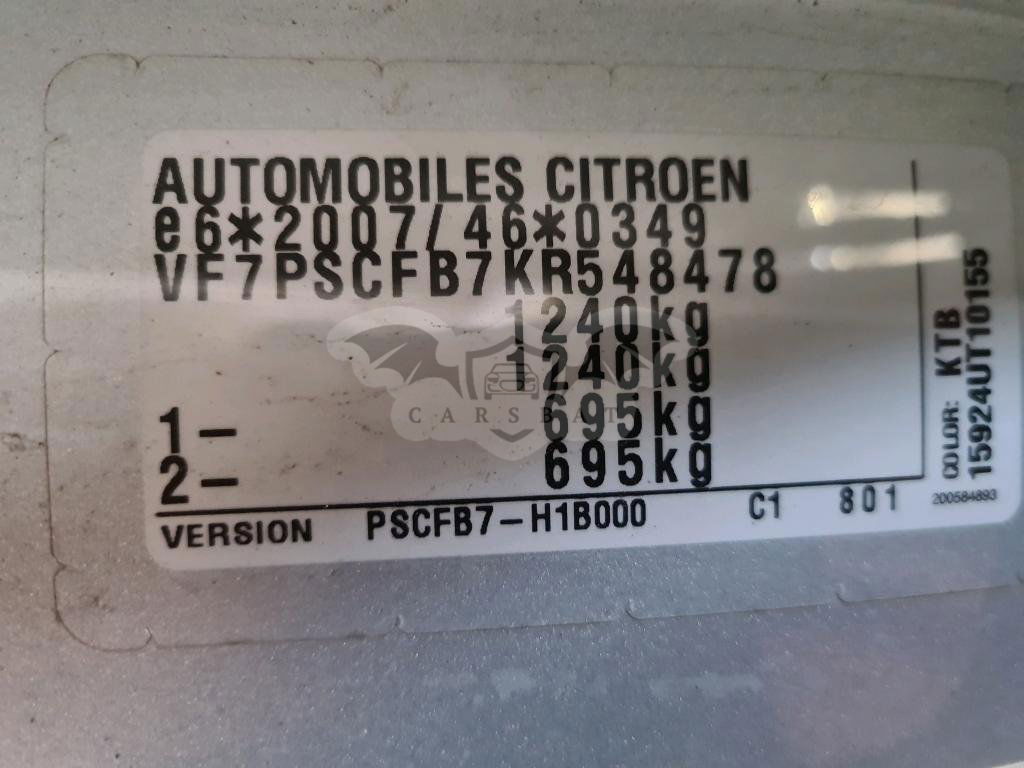 AUTOMOBILES CITROEN
e6*2007/46*0349
VF7PSCFB7KR548478
1240kg
1240kg
1- 695kg
2- 695kg
VERSION PSCFB7-H1B000 C1 801
COLOR: KTB
15924UT10155
200584893
CARSBAT